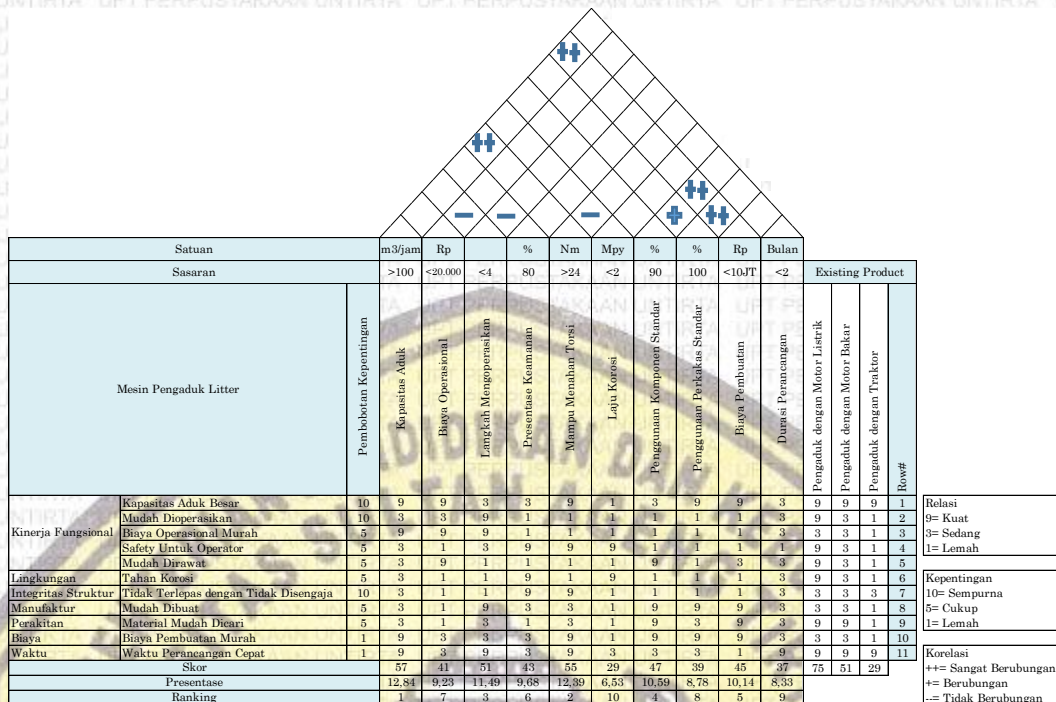 ++
++
++
− − − + ++
Satuan m3/jam Rp % Nm Mpy % % Rp Bulan
Sasaran >100 <20.000 <4 80 >24 <2 90 100 <10JT <2 Existing Product
Mesin Pengaduk Litter Pembobotan Kepentingan Kapasitas Aduk Biaya Operasional Langkah Mengoperasikan Presentase Keamanan Mampu Menahan Torsi Laju Korosi Penggunaan Komponen Standar Penggunaan Perkakas Standar Biaya Pembuatan Durasi Perancangan Pengaduk dengan Motor Listrik Pengaduk dengan Motor Bakar Pengaduk dengan Traktor Row#
Kapasitas Aduk Besar 10 9 9 3 3 9 1 3 9 9 3 9 9 9 1 Relasi
Mudah Dioperasikan 10 3 3 9 1 1 1 1 1 1 3 9 3 1 2 9= Kuat
Kinerja Fungsional Biaya Operasional Murah 5 9 9 9 1 1 1 1 1 1 3 3 3 1 3 3= Sedang
Safety Untuk Operator 5 3 1 3 9 9 9 1 1 1 1 9 3 1 4 1= Lemah
Mudah Dirawat 5 3 9 1 1 1 1 9 1 3 3 9 3 1 5
Lingkungan Tahan Korosi 5 3 1 1 9 1 9 1 1 1 3 9 3 1 6 Kepentingan
Integritas Struktur Tidak Terlepas dengan Tidak Disengaja 10 3 1 1 9 9 1 1 1 1 3 3 3 3 7 10= Sempurna
Manufaktur Mudah Dibuat 5 3 1 9 3 3 1 9 9 9 3 3 3 1 8 5= Cukup
Perakitan Material Mudah Dicari 5 3 1 3 1 3 1 9 3 9 3 9 9 1 9 1= Lemah
Biaya Biaya Pembuatan Murah 1 9 3 3 3 9 1 9 9 9 3 3 3 1 10
Waktu Waktu Perancangan Cepat 1 9 3 9 3 9 3 3 3 1 9 9 9 9 11 Korelasi
Skor 57 41 51 43 55 29 47 39 45 37 75 51 29 ++= Sangat Berubungan
Presentase 12,84 9,23 11,49 9,68 12,39 6,53 10,59 8,78 10,14 8,33 += Berubungan
Ranking 1 7 3 6 2 10 4 8 5 9 --= Tidak Berubungan